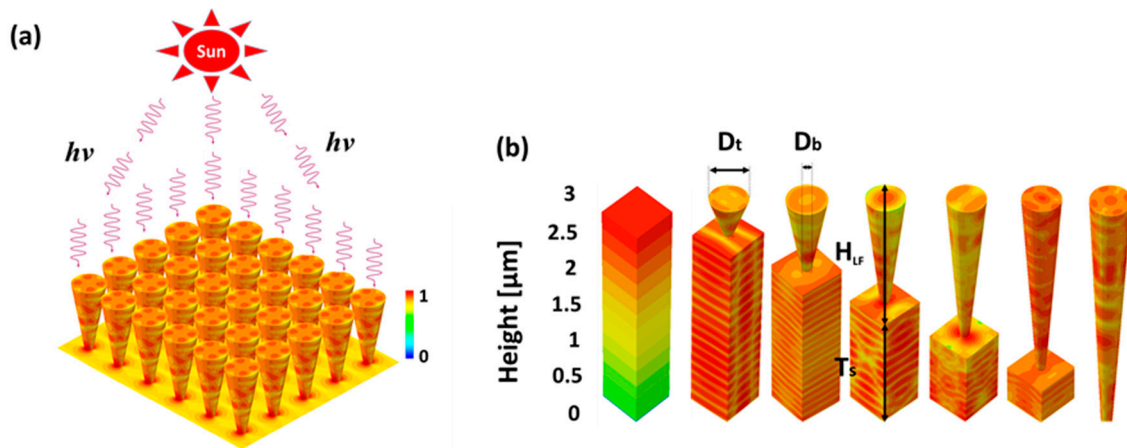 (a)
Sun
hν
hν
1
0
(b)
Dt
Db
Height [μm]
3
2.5
2
1.5
1
0.5
0
HLF
Ts